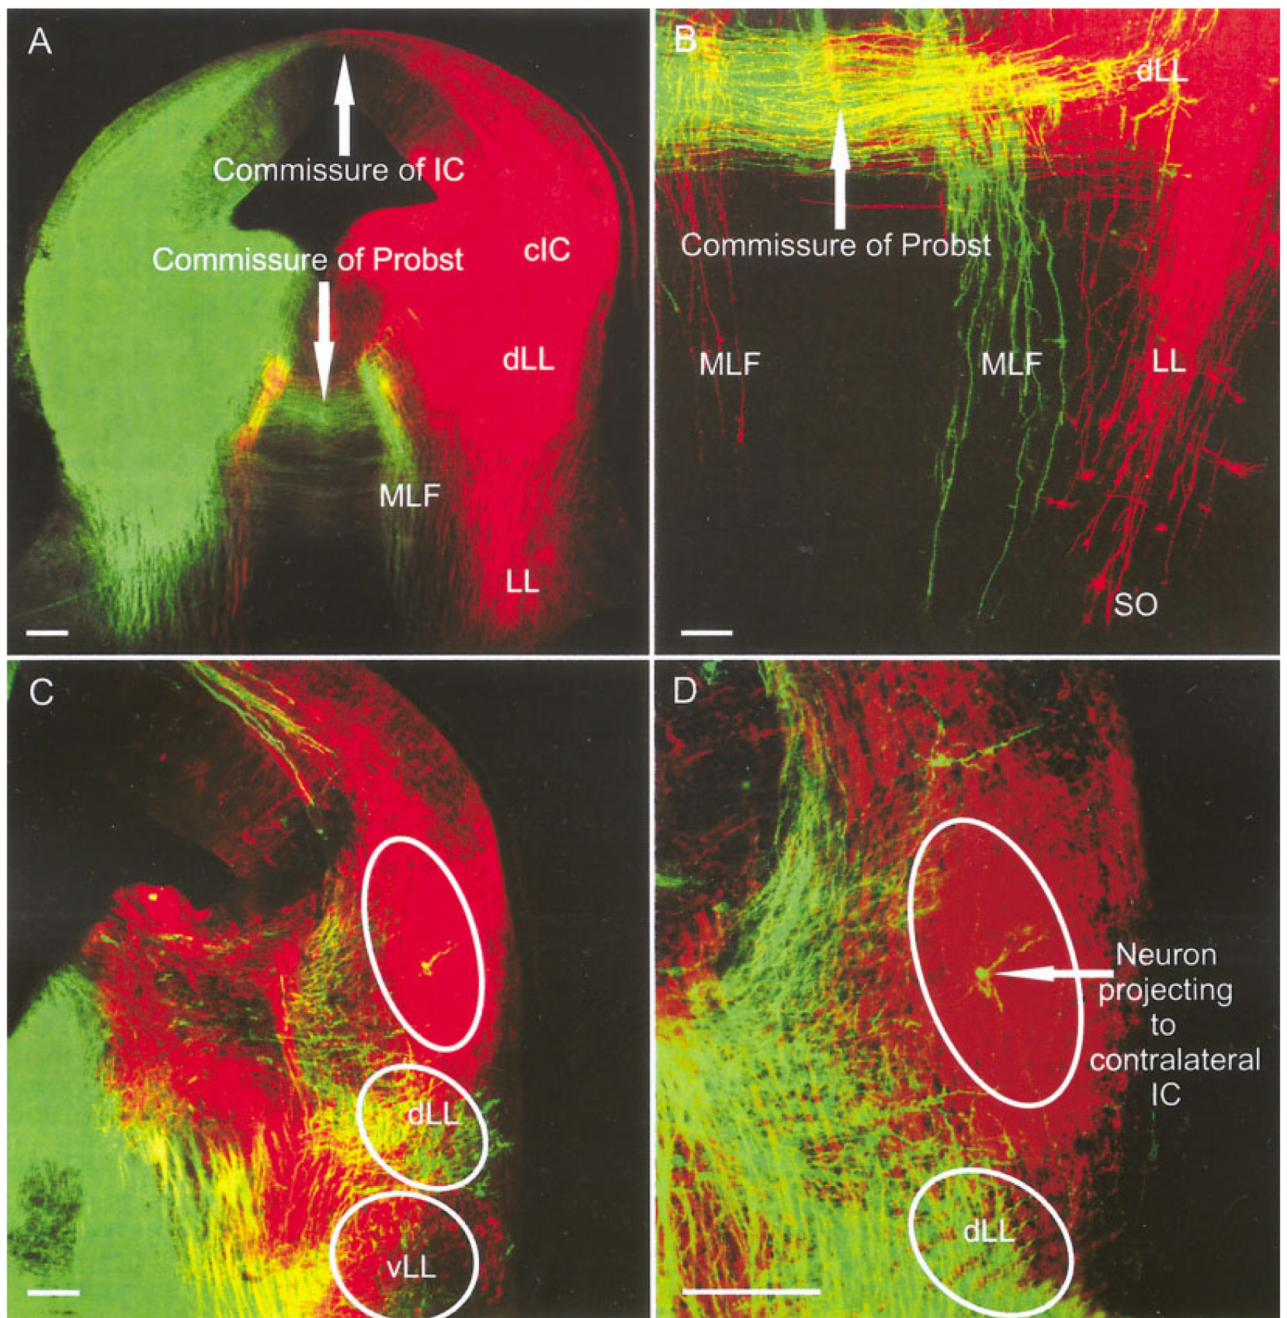 A
Commissure of IC
Commissure of Probst
cIC
dLL
MLF
LL
B
dLL
Commissure of Probst
MLF
MLF
LL
SO
C
dLL
vLL
D
Neuron
projecting
to
contralateral
IC
dLL